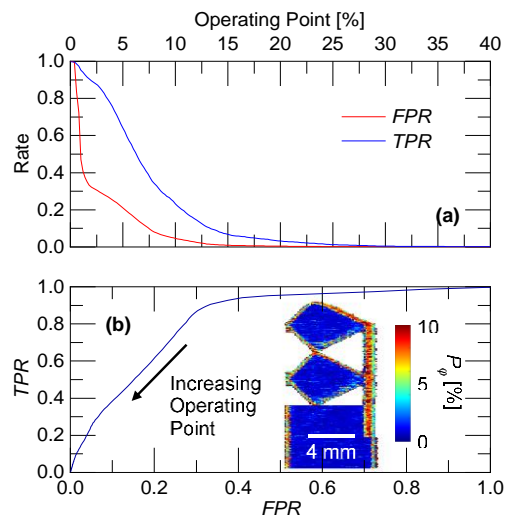 Operating Point [%]
0 5 10 15 20 25 30 35 40
1.0
0.8
0.6
0.4
0.2
0.0
Rate
FPR
TPR
(a)
1.0
0.8
0.6
0.4
0.2
0.0
TPR
(b)
Increasing
Operating
Point
4 mm
10
5
0
Pφ [%]
0.0 0.2 0.4 0.6 0.8 1.0
FPR